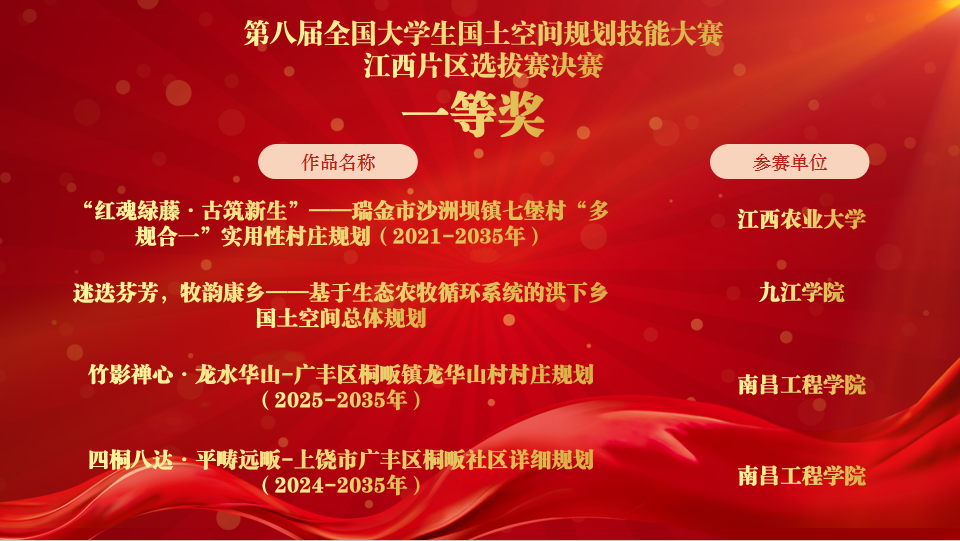 第八届全国大学生国土空间规划技能大赛
江西片区选拔赛决赛
一等奖
作品名称
参赛单位
“红魂绿藤·古筑新生”——瑞金市沙洲坝镇七堡村“多
规合一”实用性村庄规划（2021-2035年）
江西农业大学
迷迭芬芳，牧韵康乡——基于生态农牧循环系统的洪下乡
国土空间总体规划
九江学院
竹影禅心·龙水华山-广丰区桐畈镇龙华山村村庄规划
（2025-2035年）
南昌工程学院
四桐八达·平畴远畈-上饶市广丰区桐畈社区详细规划
（2024-2035年）
南昌工程学院